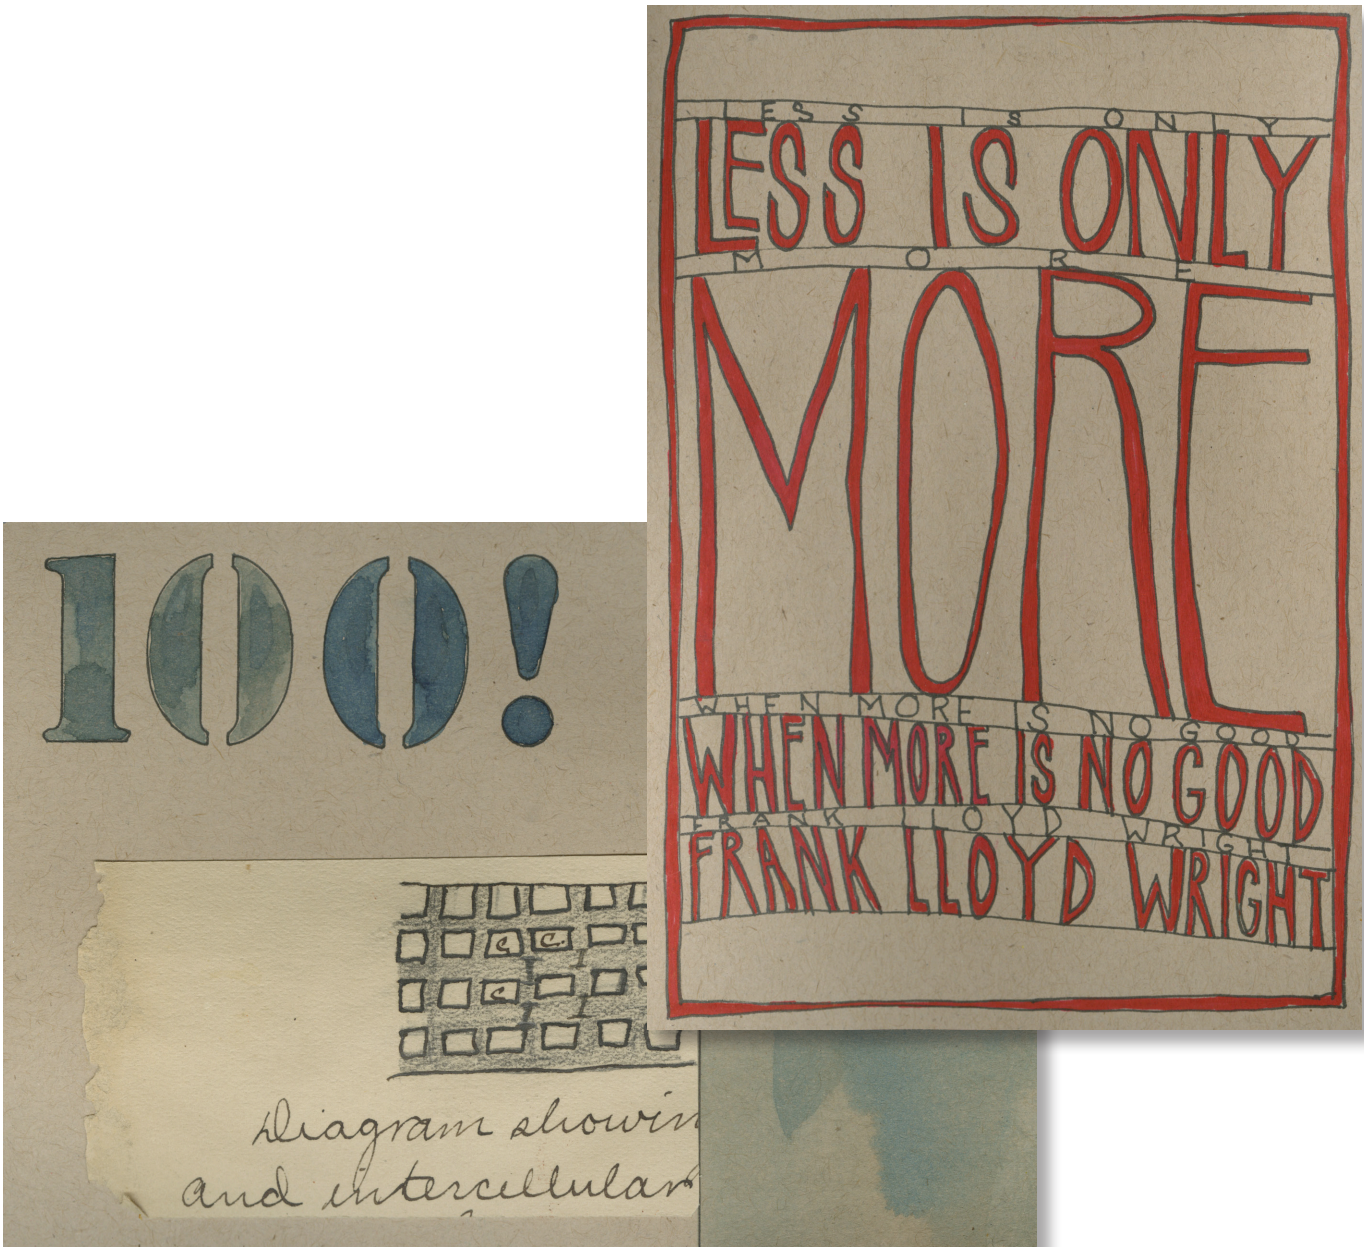 LESS IS ONLY
LESS IS ONLY
MORE
MORE
WHEN MORE IS NO GOOD
WHEN MORE IS NO GOOD
FRANK LLOYD WRIGHT
FRANK LLOYD WRIGHT
100!
c c
c
Diagram showin
and intercellular